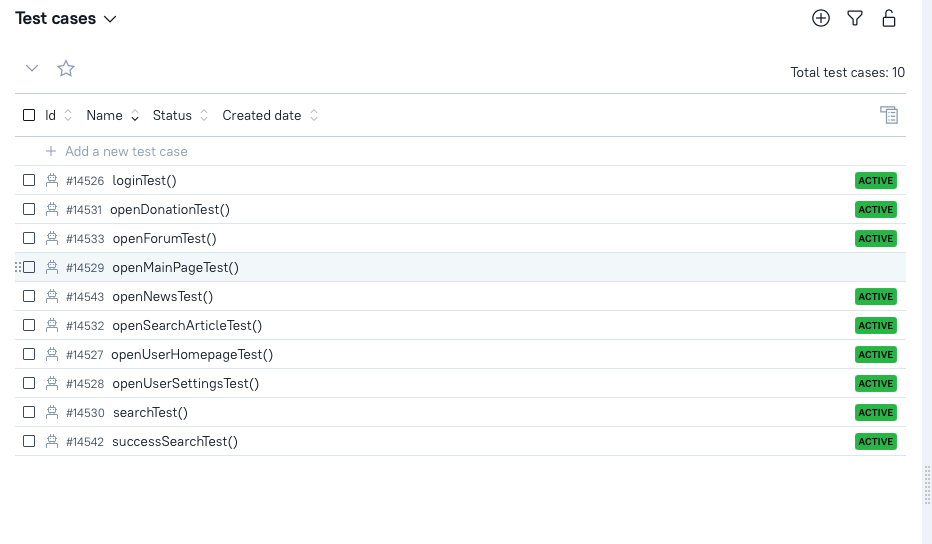 Test cases
Total test cases: 10
Id Name Status Created date
Add a new test case
#14526 loginTest() ACTIVE
#14531 openDonationTest() ACTIVE
#14533 openForumTest() ACTIVE
#14529 openMainPageTest()
#14543 openNewsTest() ACTIVE
#14532 openSearchArticleTest() ACTIVE
#14527 openUserHomepageTest() ACTIVE
#14528 openUserSettingsTest() ACTIVE
#14530 searchTest() ACTIVE
#14542 successSearchTest() ACTIVE